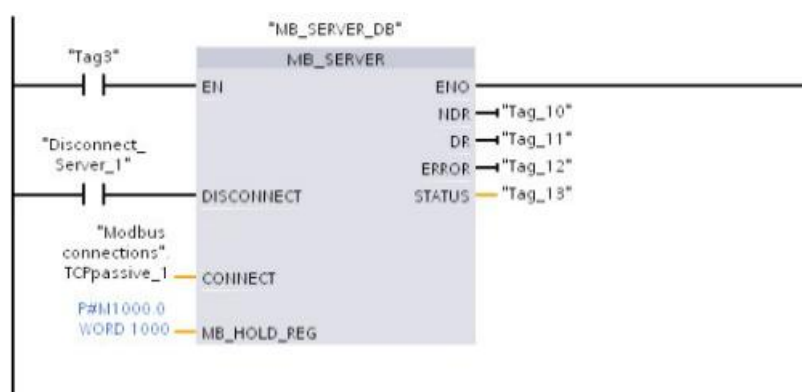 "MB_SERVER_DB"
"Tag3"
MB_SERVER
EN
ENO
NDR
"Tag_10"
DR
"Tag_11"
"Disconnect_
Server_1"
ERROR
"Tag_12"
DISCONNECT
STATUS
"Tag_13"
"Modbus
connections".
TCPpassive_1
CONNECT
P#M1000.0
WORD 1000
MB_HOLD_REG